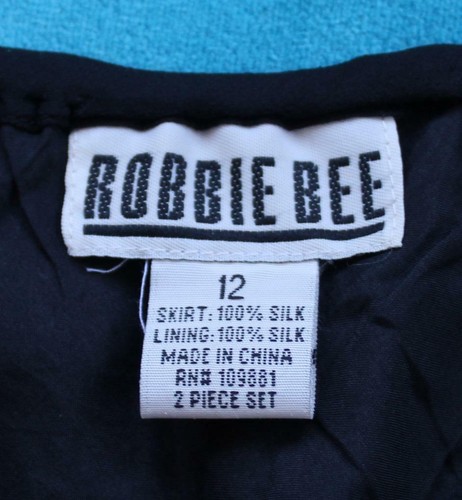 ROBBIE BEE
12
SKIRT: 100% SILK
LINING: 100% SILK
MADE IN CHINA
RN# 109881
2 PIECE SET